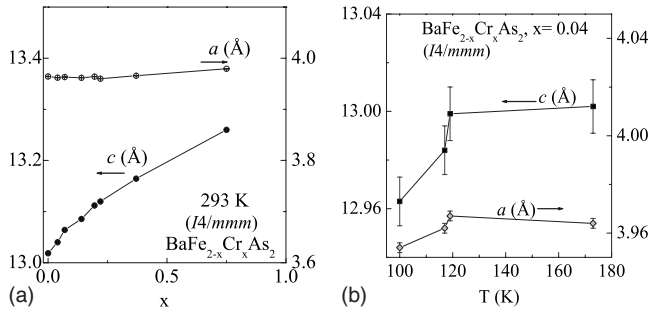 13.4
13.2
13.0
a (Å)
c (Å)
293 K
(I4/mmm)
BaFe2-xCrxAs2
4.0
3.8
3.6
0.0 0.5 1.0
x
(a)
13.04
13.00
12.96
BaFe2-xCrxAs2, x= 0.04
(I4/mmm)
c (Å)
a (Å)
4.04
4.00
3.96
100 120 140 160 180
T (K)
(b)